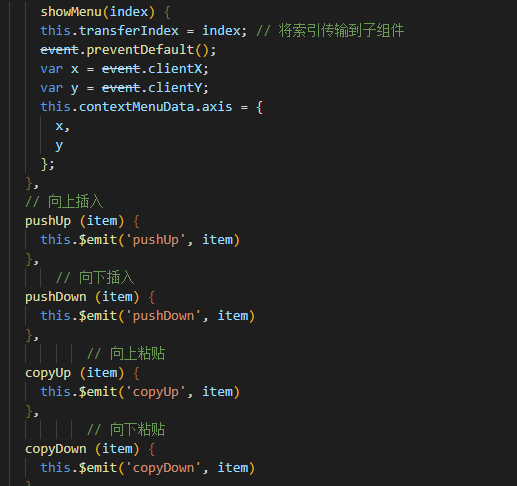 showMenu(index) {
this.transferIndex = index; // 将索引传输到子组件
event.preventDefault();
var x = event.clientX;
var y = event.clientY;
this.contextMenuData.axis = {
x,
y
};
},
// 向上插入
pushUp (item) {
this.$emit('pushUp', item)
},
// 向下插入
pushDown (item) {
this.$emit('pushDown', item)
},
// 向上粘贴
copyUp (item) {
this.$emit('copyUp', item)
},
// 向下粘贴
copyDown (item) {
this.$emit('copyDown', item)
}